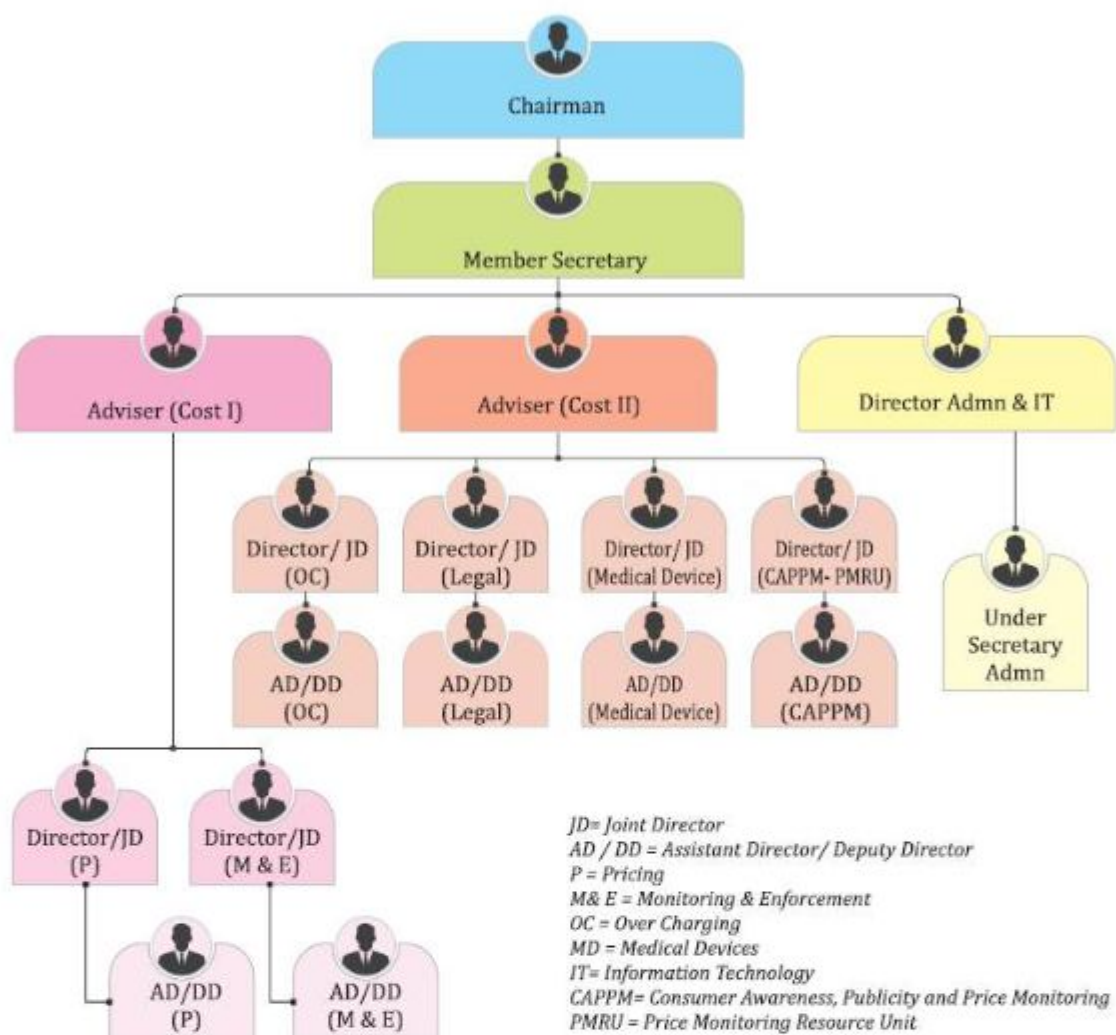 Chairman
Member Secretary
Adviser (Cost I)
Adviser (Cost II)
Director Admn & IT
Director/ JD
(OC)
Director/ JD
(Legal)
Director/ JD
(Medical Device)
Director/ JD
(CAPPM- PMRU)
Under
Secretary
Admn
AD/DD
(OC)
AD/DD
(Legal)
AD/DD
(Medical Device)
AD/DD
(CAPPM)
Director/JD
(P)
Director/JD
(M & E)
AD/DD
(P)
AD/DD
(M & E)
JD= Joint Director
AD / DD = Assistant Director/ Deputy Director
P = Pricing
M& E = Monitoring & Enforcement
OC = Over Charging
MD = Medical Devices
IT= Information Technology
CAPPM= Consumer Awareness, Publicity and Price Monitoring
PMRU = Price Monitoring Resource Unit